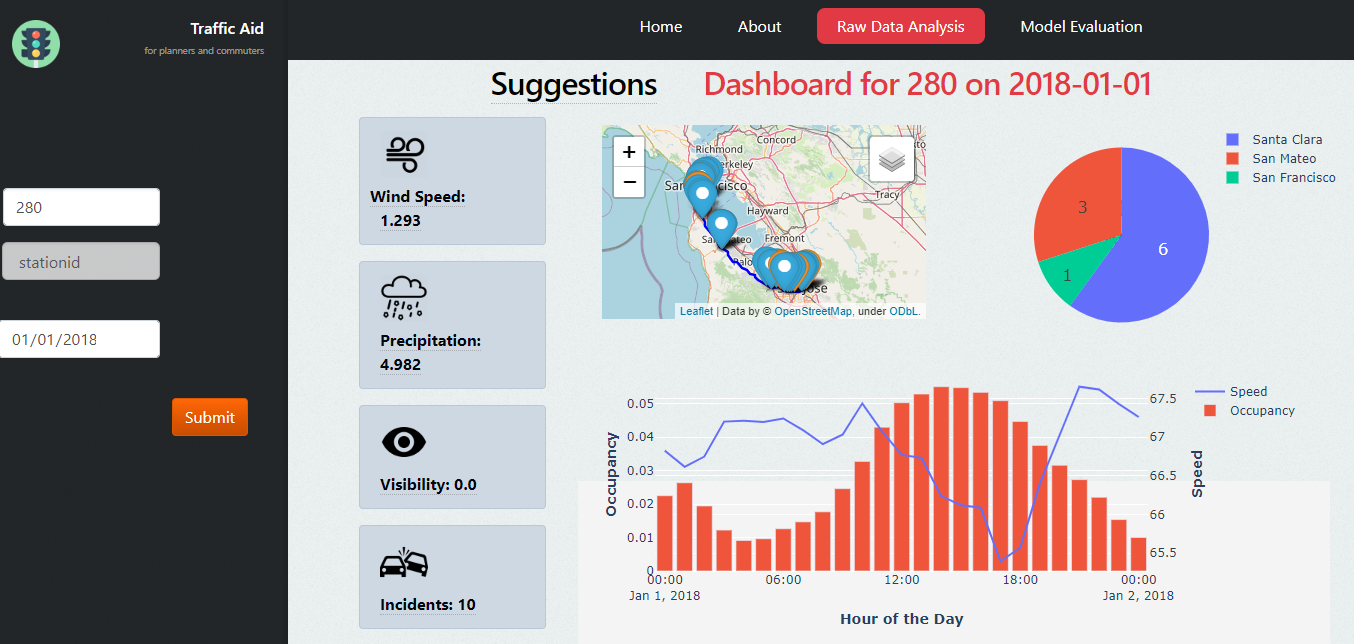 Traffic Aid
for planners and commuters
280
stationid
01/01/2018
Submit
Home About Raw Data Analysis Model Evaluation
Suggestions Dashboard for 280 on 2018-01-01
Wind Speed:
1.293
Precipitation:
4.982
Visibility: 0.0
Incidents: 10
+
−
Concord
Richmond
erkeley
San
cisco
Tracy
Hayward
San
teo
Fremont
Palo
Jose
Leaflet | Data by © OpenStreetMap, under ODbL.
3
6
1
Santa Clara
San Mateo
San Francisco
Occupancy
0.05
0.04
0.03
0.02
0.01
0
67.5
67
66.5
66
65.5
Speed
00:00 06:00 12:00 18:00 00:00
Jan 1, 2018 Jan 2, 2018
Hour of the Day
Speed
Occupancy